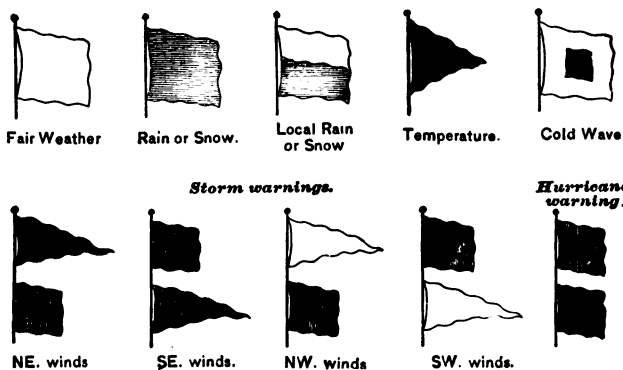 Fair Weather
Rain or Snow.
Local Rain
or Snow
Temperature.
Cold Wave
Storm warnings.
Hurricane
warning.
NE. winds
SE. winds.
NW. winds
SW. winds.